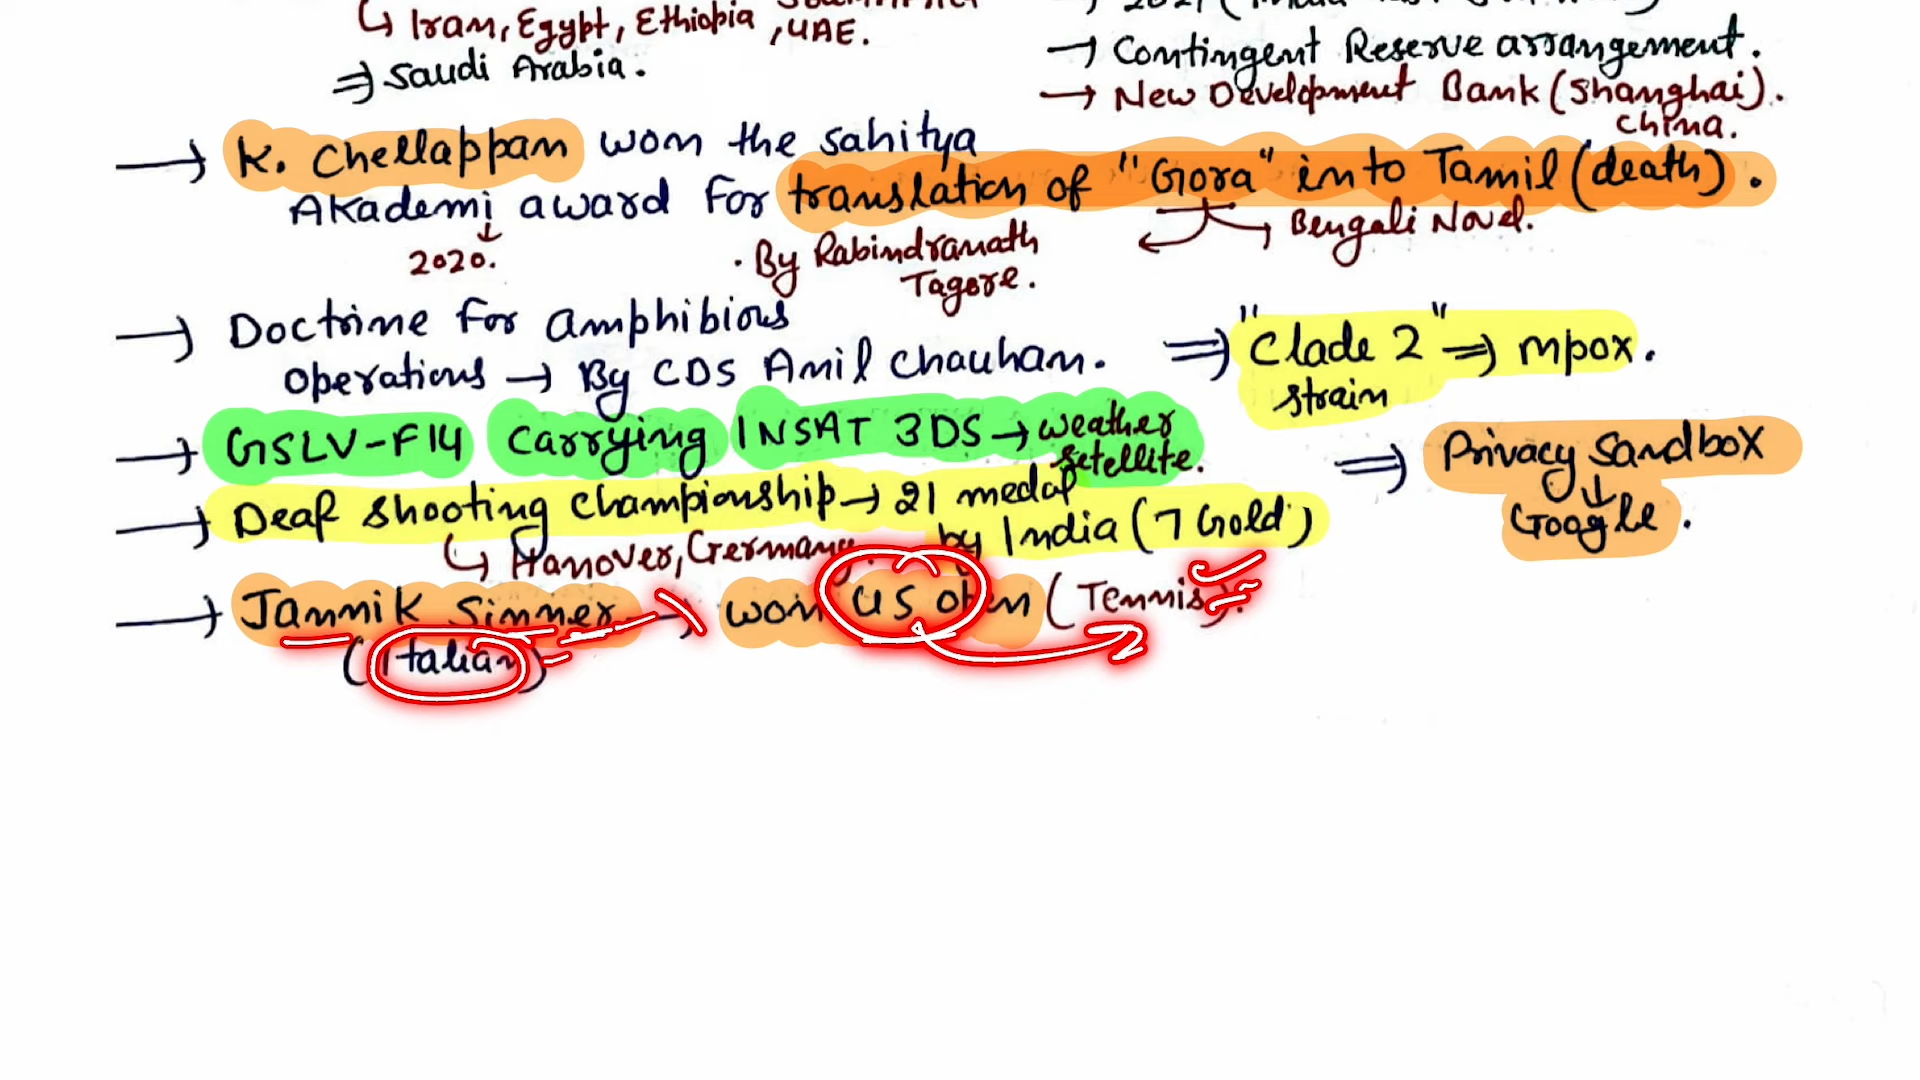 ↳ Iran, Egypt, Ethiopia
, UAE.
⇒ Saudi Arabia.
→ Contingent Reserve arrangement.
→ New Development Bank (Shanghai).
China.
→ K. Chellappan won the sahitya
Akademi award for translation of "Gora" into Tamil (death).
↓ 2020.
→ Bengali Novel.
. By Rabindranath
Tagore.
→ Doctrine for amphibious
operations → By CDS Anil Chauhan.
⇒ "Clade 2" ⇒ mpox.
strain
→ GSLV-F14 carrying INSAT 3DS → weather
setellite.
⇒ Privacy Sandbox
↓
Google.
→ Deaf shooting championship → 21 medal
by India (7 Gold)
↳ Hanover, Germany.
→ Jannik Sinner → won US open (Tennis).
(Italian)